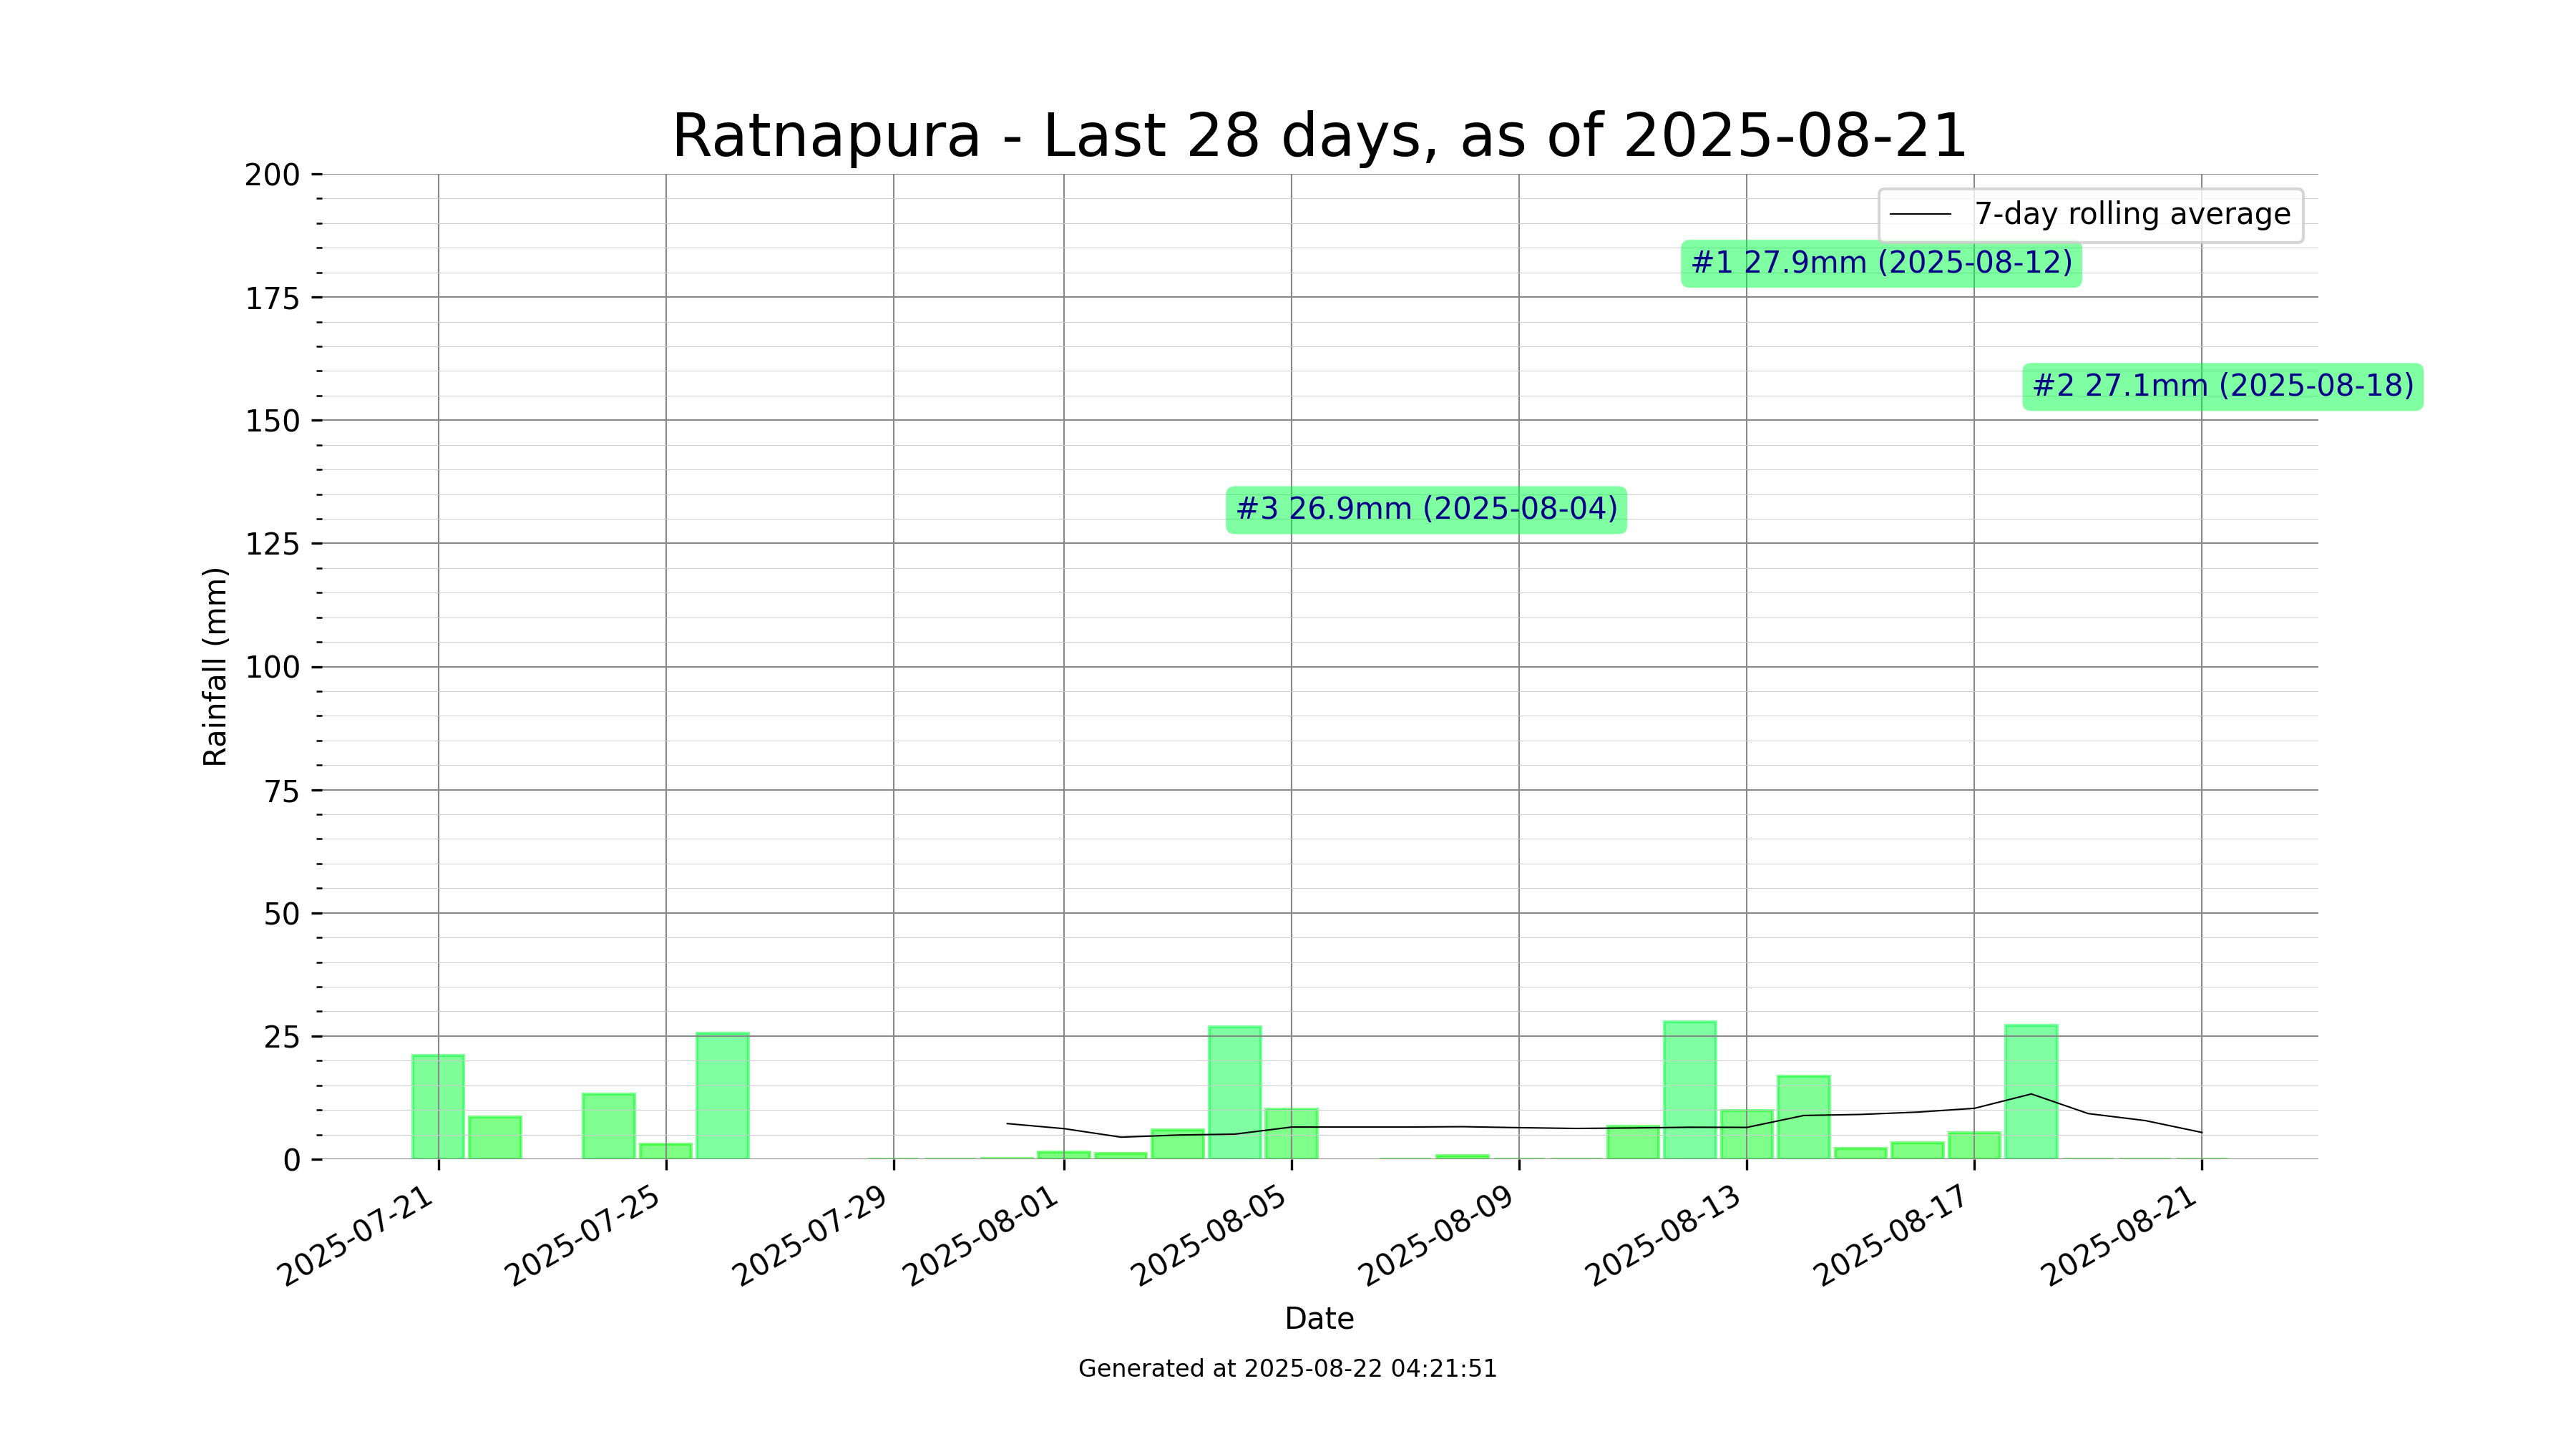 Ratnapura - Last 28 days, as of 2025-08-21
200
175
150
125
100
75
50
25
0
Rainfall (mm)
7-day rolling average
#1 27.9mm (2025-08-12)
#2 27.1mm (2025-08-18)
#3 26.9mm (2025-08-04)
2025-07-21
2025-07-25
2025-07-29
2025-08-01
2025-08-05
2025-08-09
2025-08-13
2025-08-17
2025-08-21
Date
Generated at 2025-08-22 04:21:51